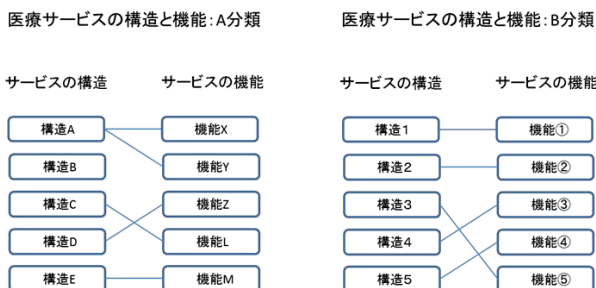 医療サービスの構造と機能：A分類
サービスの構造 サービスの機能
構造A 機能X
構造B 機能Y
構造C 機能Z
構造D 機能L
構造E 機能M
医療サービスの構造と機能：B分類
サービスの構造 サービスの機能
構造1 機能①
構造2 機能②
構造3 機能③
構造4 機能④
構造5 機能⑤